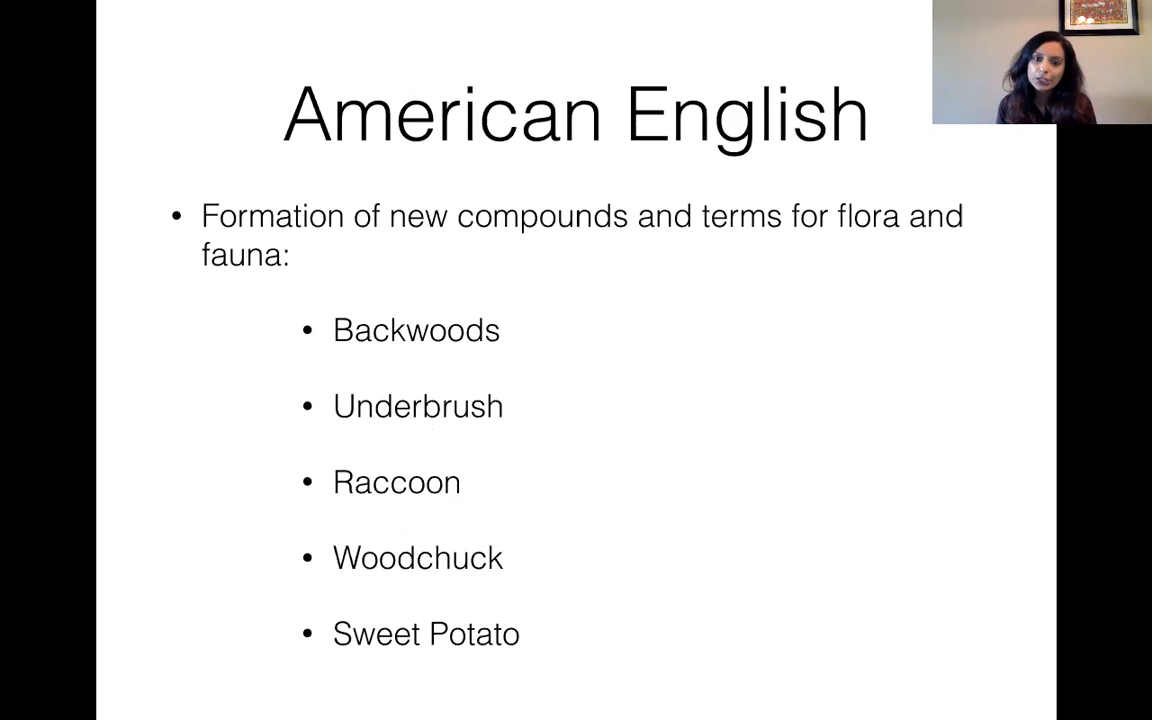 American English
• Formation of new compounds and terms for flora and
fauna:
• Backwoods
• Underbrush
• Raccoon
• Woodchuck
• Sweet Potato